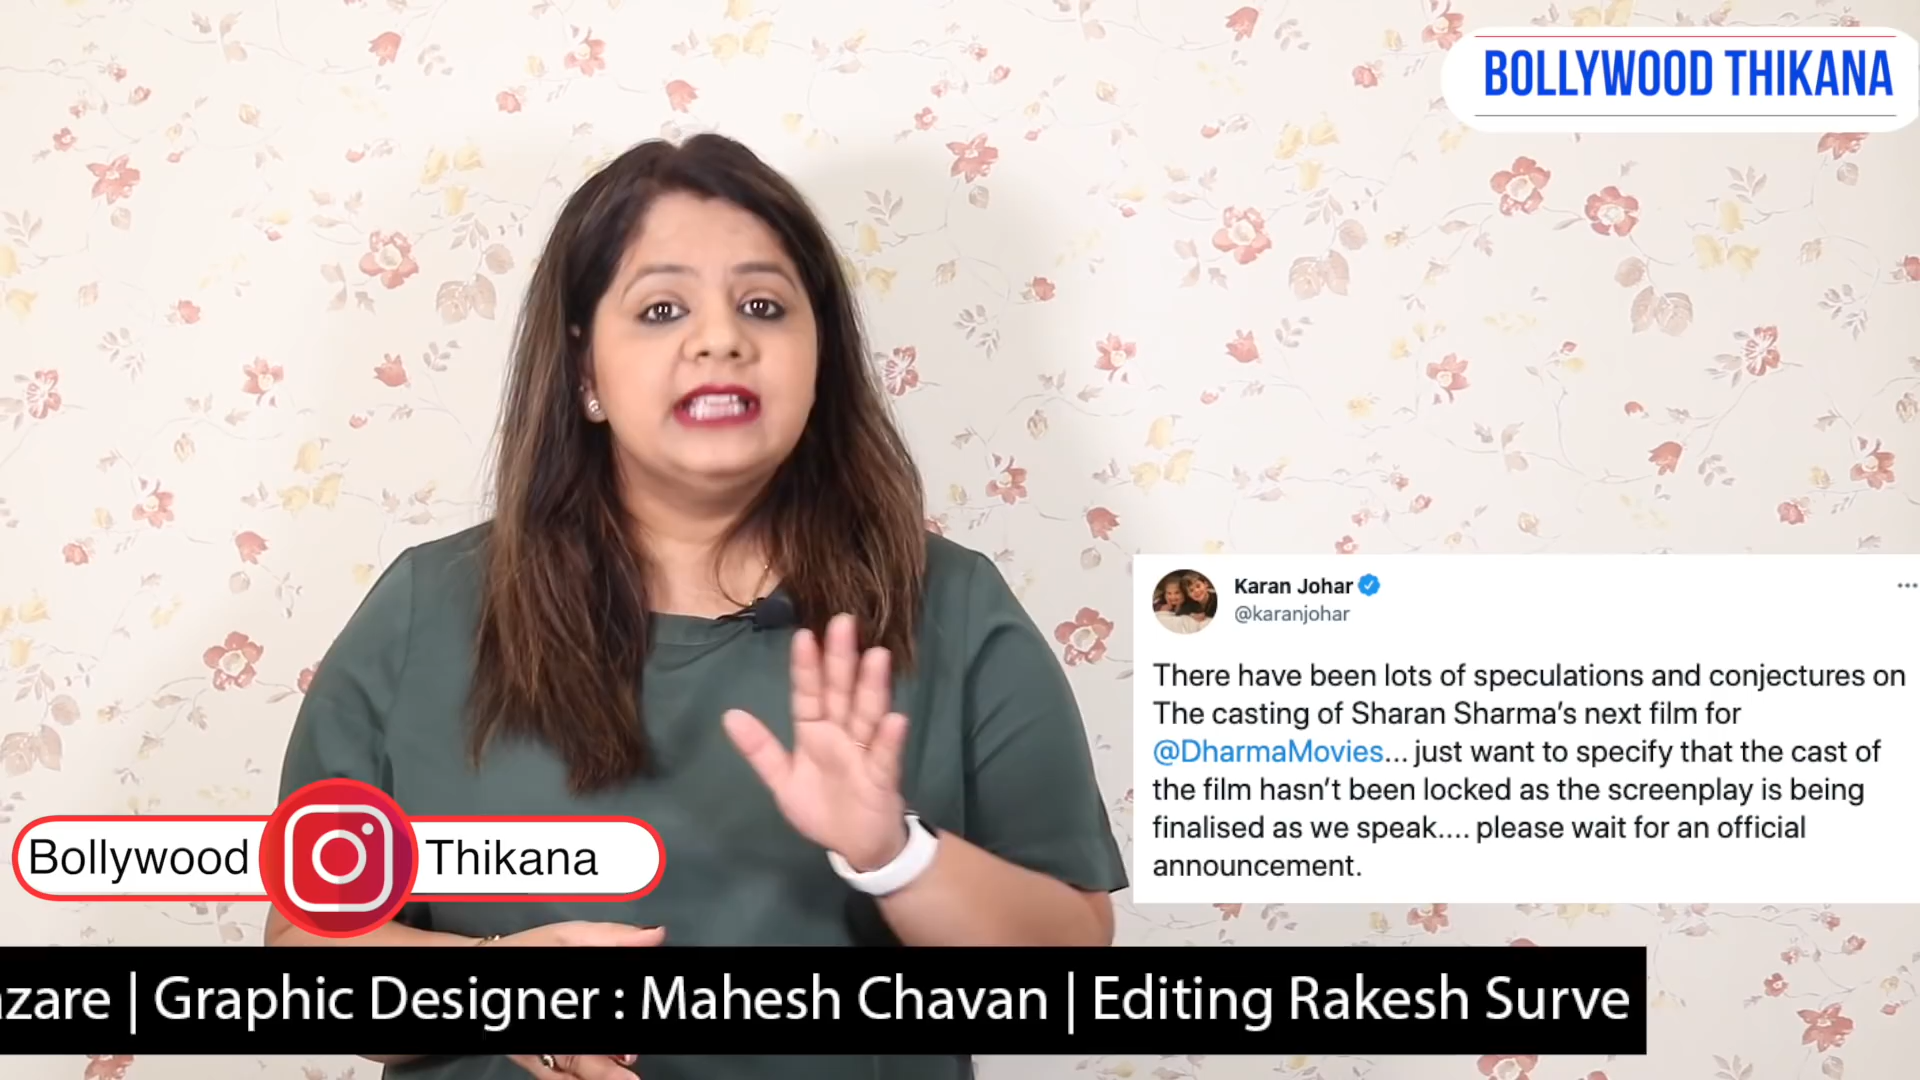 BOLLYWOOD THIKANA
Karan Johar
@karanjohar
There have been lots of speculations and conjectures on
The casting of Sharan Sharma’s next film for
@DharmaMovies... just want to specify that the cast of
the film hasn’t been locked as the screenplay is being
finalised as we speak.... please wait for an official
announcement.
Bollywood Thikana
zare | Graphic Designer : Mahesh Chavan | Editing Rakesh Surve